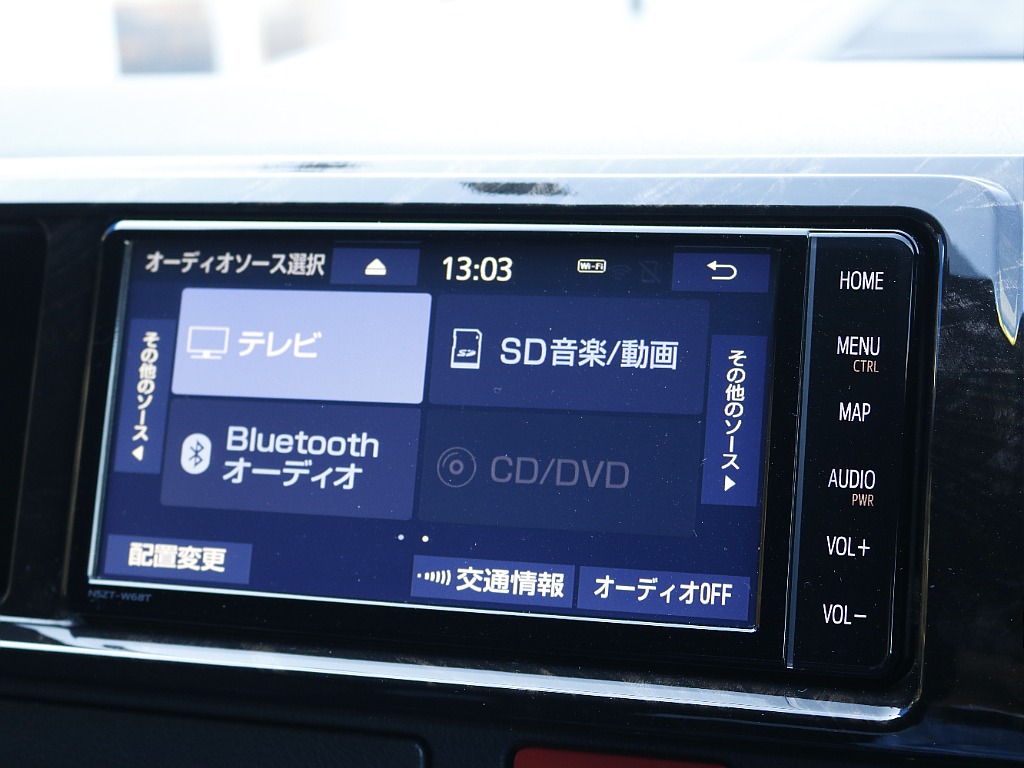 オーディオソース選択
13:03
Wi-Fi
その他のソース
テレビ
SD
SD音楽/動画
その他のソース
Bluetooth
オーディオ
CD/DVD
配置変更
交通情報
オーディオOFF
NSZT-W68T
HOME
MENU
CTRL
MAP
AUDIO
PWR
VOL+
VOL−